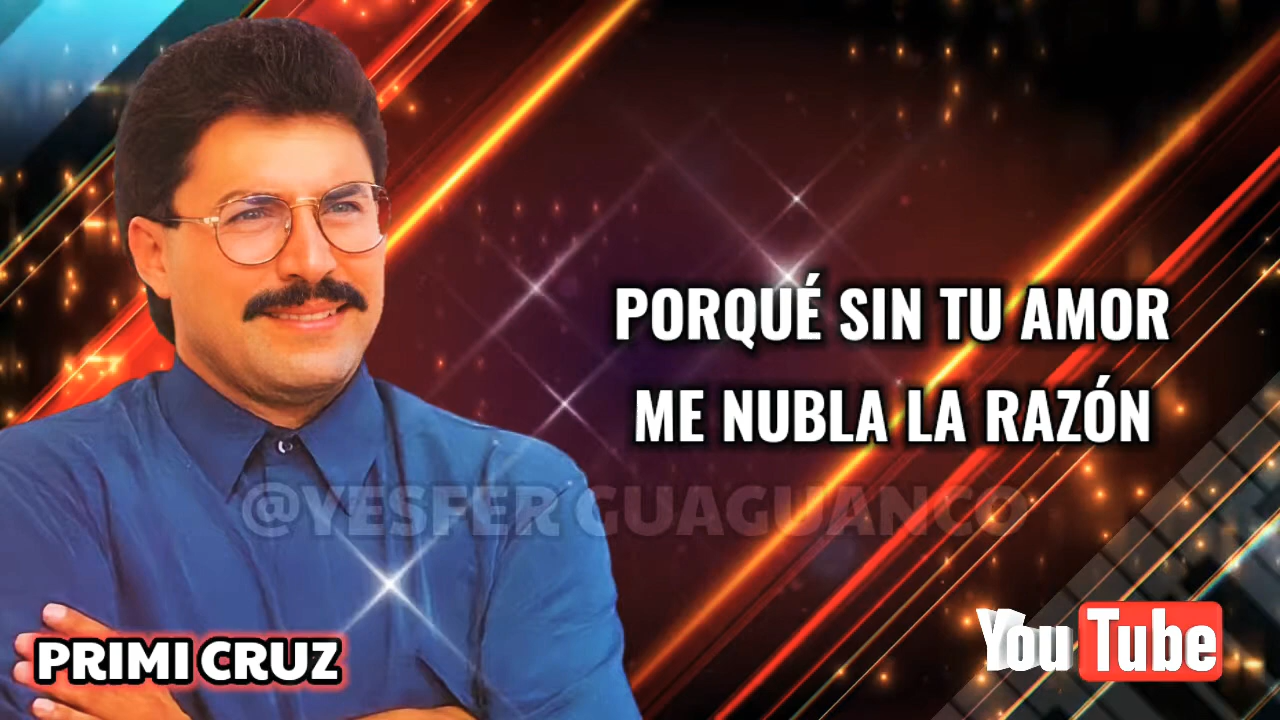 PORQUÉ SIN TU AMOR
ME NUBLA LA RAZÓN
@YESFER GUAGUANCO
PRIMI CRUZ
YouTube